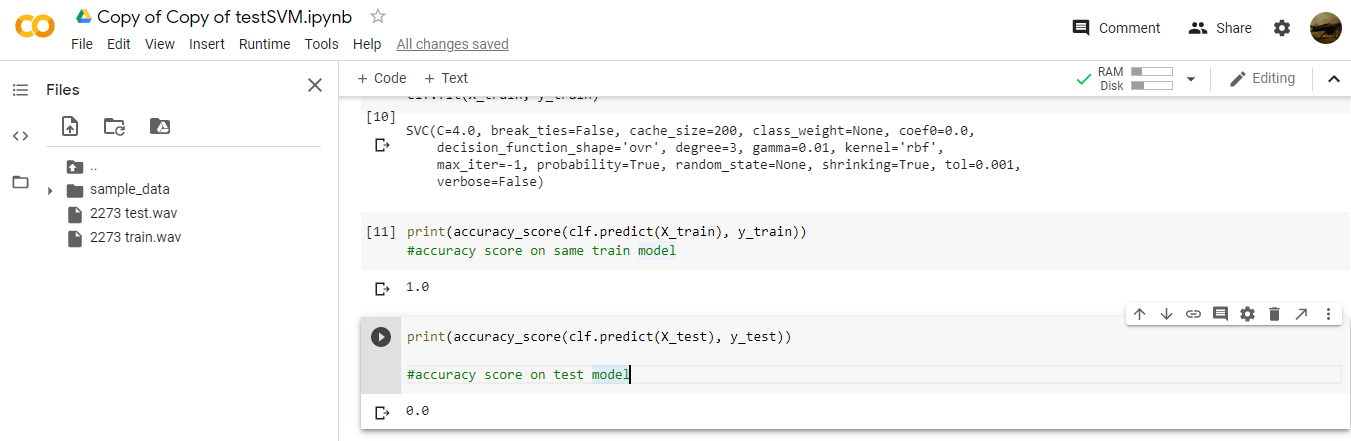 Copy of Copy of testSVM.ipynb
File Edit View Insert Runtime Tools Help All changes saved
Comment Share
Files
+ Code + Text
RAM
Disk
Editing
..
sample_data
2273 test.wav
2273 train.wav
clf.fit(X_train, y_train)
[10]
SVC(C=4.0, break_ties=False, cache_size=200, class_weight=None, coef0=0.0,
decision_function_shape='ovr', degree=3, gamma=0.01, kernel='rbf',
max_iter=-1, probability=True, random_state=None, shrinking=True, tol=0.001,
verbose=False)
[11] print(accuracy_score(clf.predict(X_train), y_train))
#accuracy score on same train model
1.0
print(accuracy_score(clf.predict(X_test), y_test))
#accuracy score on test model
0.0